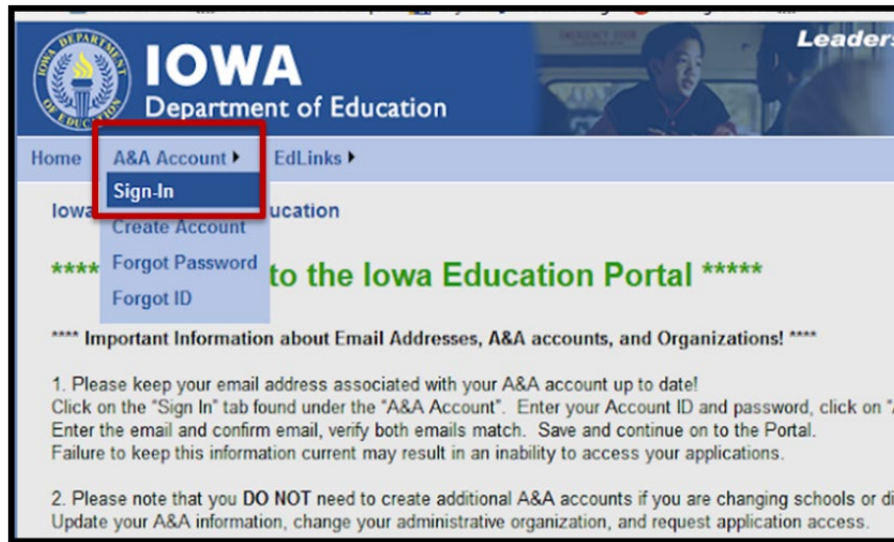 DEPARTMENT OF EDUCATION
IOWA
Department of Education
Leaders
Home A&A Account EdLinks
Sign-In
Iowa ucation
Create Account
Forgot Password
Forgot ID
**** to the Iowa Education Portal *****
**** Important Information about Email Addresses, A&A accounts, and Organizations! ****
1. Please keep your email address associated with your A&A account up to date!
Click on the "Sign In" tab found under the "A&A Account". Enter your Account ID and password, click on "A
Enter the email and confirm email, verify both emails match. Save and continue on to the Portal.
Failure to keep this information current may result in an inability to access your applications.
2. Please note that you DO NOT need to create additional A&A accounts if you are changing schools or di
Update your A&A information, change your administrative organization, and request application access.